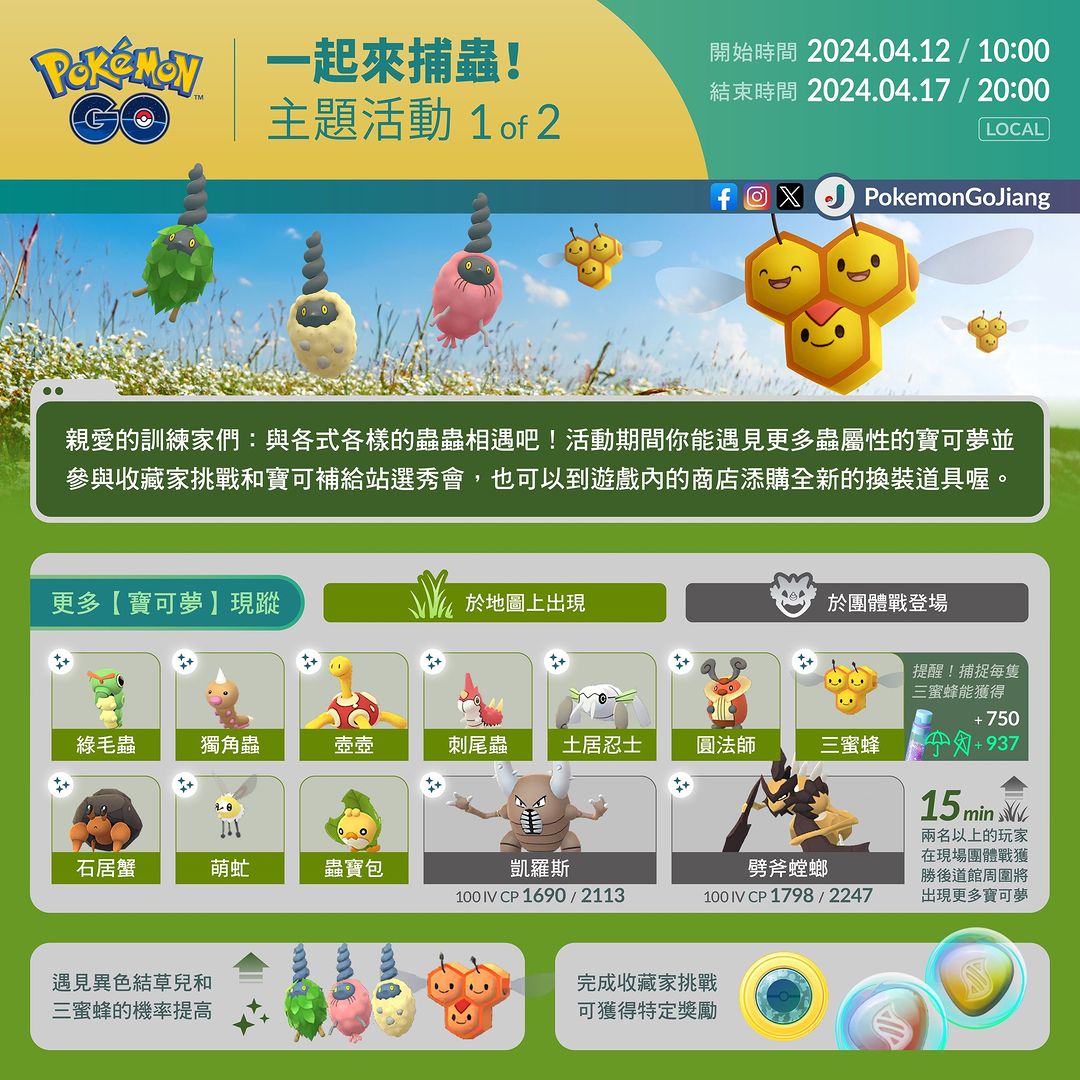 POKÉMON
GO
TM
一起來捕蟲！
主題活動 1 of 2
開始時間 2024.04.12 / 10:00
結束時間 2024.04.17 / 20:00
LOCAL
PokemonGoJiang
親愛的訓練家們：與各式各樣的蟲蟲相遇吧！活動期間你能遇見更多蟲屬性的寶可夢並
參與收藏家挑戰和寶可補給站選秀會，也可以到遊戲內的商店添購全新的換裝道具喔。
更多【寶可夢】現蹤
於地圖上出現
於團體戰登場
綠毛蟲
獨角蟲
壺壺
刺尾蟲
土居忍士
圓法師
三蜜蜂
提醒！捕捉每隻
三蜜蜂能獲得
+750
+937
石居蟹
萌虻
蟲寶包
凱羅斯
100 IV CP 1690 / 2113
劈斧螳螂
100 IV CP 1798 / 2247
15 min
兩名以上的玩家
在現場團體戰獲
勝後道館周圍將
出現更多寶可夢
遇見異色結草兒和
三蜜蜂的機率提高
完成收藏家挑戰
可獲得特定獎勵